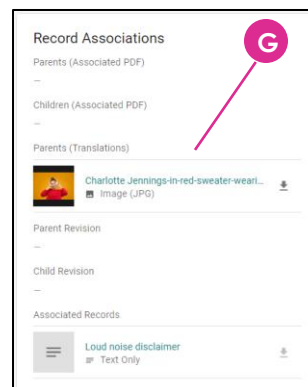 Record Associations
G
Parents (Associated PDF)
—
Children (Associated PDF)
—
Parents (Translations)
Charlotte Jennings-in-red-sweater-weari...
Image (JPG)
Parent Revision
—
Child Revision
—
Associated Records
Loud noise disclaimer
Text Only